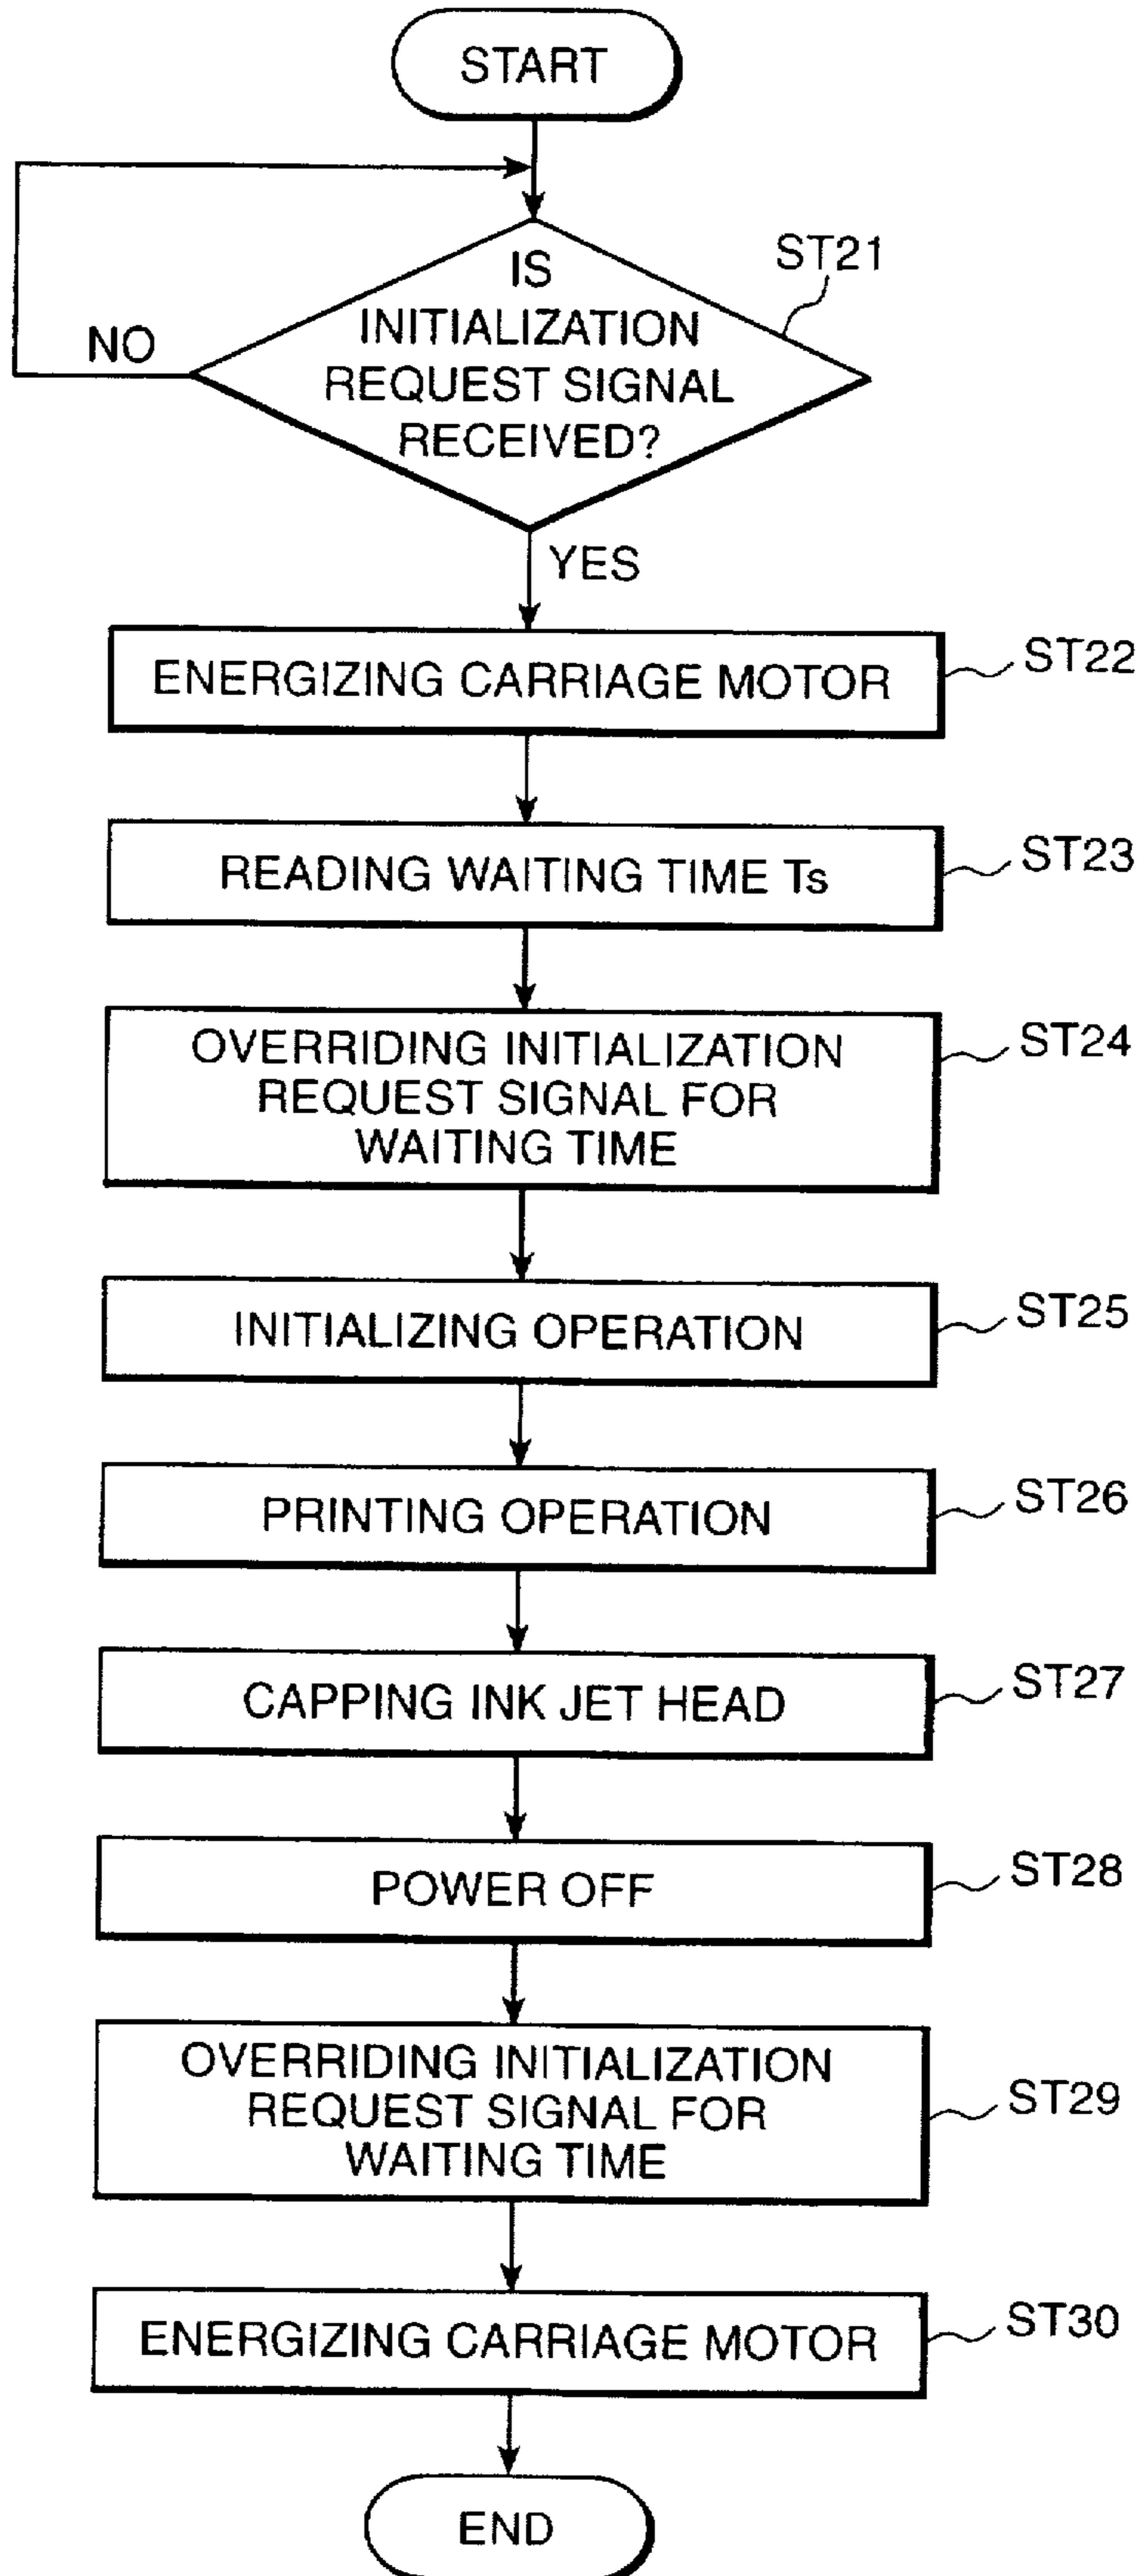 START
ST21
IS
INITIALIZATION
REQUEST SIGNAL
RECEIVED?
NO
YES
ENERGIZING CARRIAGE MOTOR
ST22
READING WAITING TIME Ts
ST23
OVERRIDING INITIALIZATION
REQUEST SIGNAL FOR
WAITING TIME
ST24
INITIALIZING OPERATION
ST25
PRINTING OPERATION
ST26
CAPPING INK JET HEAD
ST27
POWER OFF
ST28
OVERRIDING INITIALIZATION
REQUEST SIGNAL FOR
WAITING TIME
ST29
ENERGIZING CARRIAGE MOTOR
ST30
END